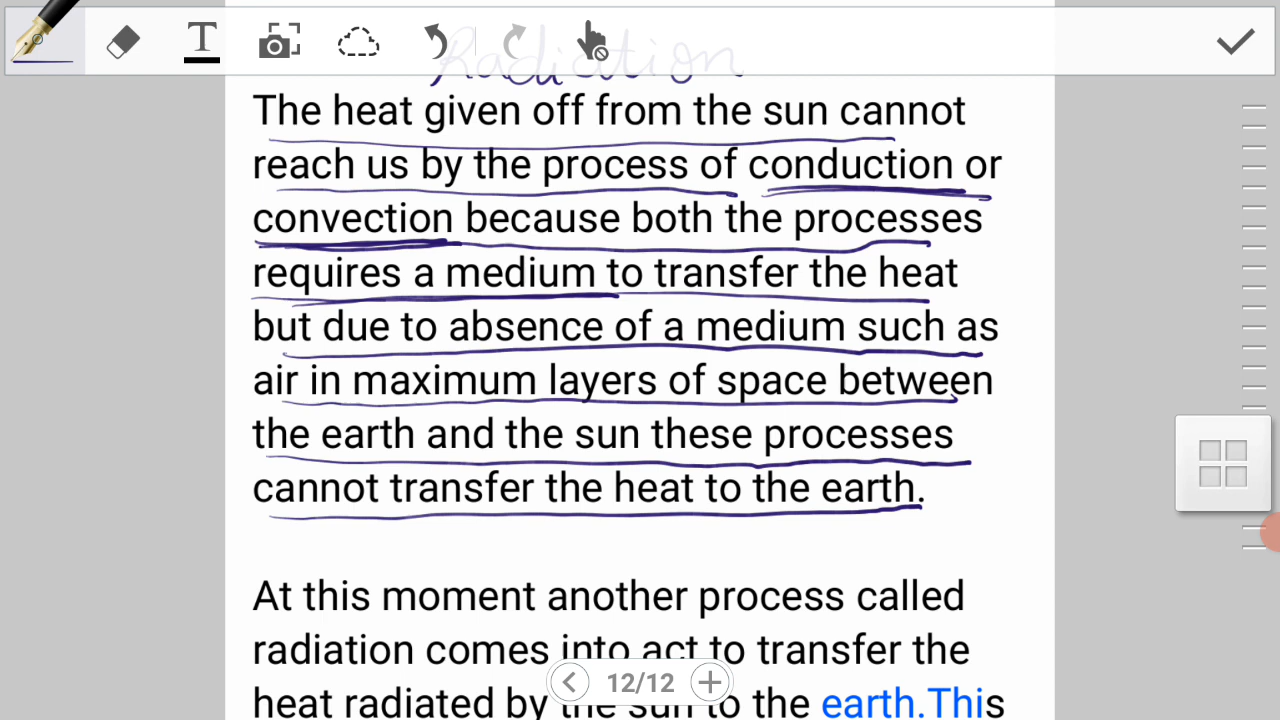 T
Radiation
The heat given off from the sun cannot
reach us by the process of conduction or
convection because both the processes
requires a medium to transfer the heat
but due to absence of a medium such as
air in maximum layers of space between
the earth and the sun these processes
cannot transfer the heat to the earth.
At this moment another process called
radiation comes into act to transfer the
heat radiated by the sun to the earth.This
12/12